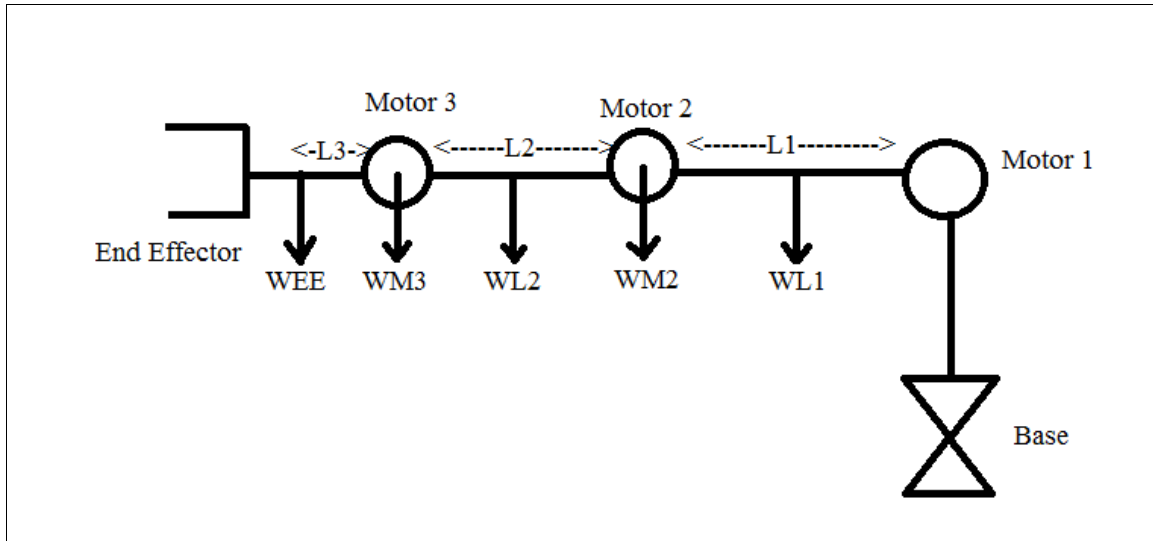 Motor 3
Motor 2
<-L3->
<------L2------->
<-------L1--------->
Motor 1
End Effector
WEE
WM3
WL2
WM2
WL1
Base